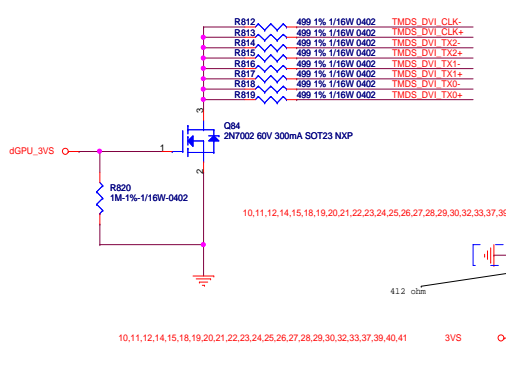 R812 499 1% 1/16W 0402 TMDS_DVI_CLK-
R813 499 1% 1/16W 0402 TMDS_DVI_CLK+
R814 499 1% 1/16W 0402 TMDS_DVI_TX2-
R815 499 1% 1/16W 0402 TMDS_DVI_TX2+
R816 499 1% 1/16W 0402 TMDS_DVI_TX1-
R817 499 1% 1/16W 0402 TMDS_DVI_TX1+
R818 499 1% 1/16W 0402 TMDS_DVI_TX0-
R819 499 1% 1/16W 0402 TMDS_DVI_TX0+
3
Q84
2N7002 60V 300mA SOT23 NXP
dGPU_3VS
1
2
R820
1M-1%-1/16W-0402
10,11,12,14,15,18,19,20,21,22,23,24,25,26,27,28,29,30,32,33,37,39
412 ohm
10,11,12,14,15,18,19,20,21,22,23,24,25,26,27,28,29,30,32,33,37,39,40,41 3VS